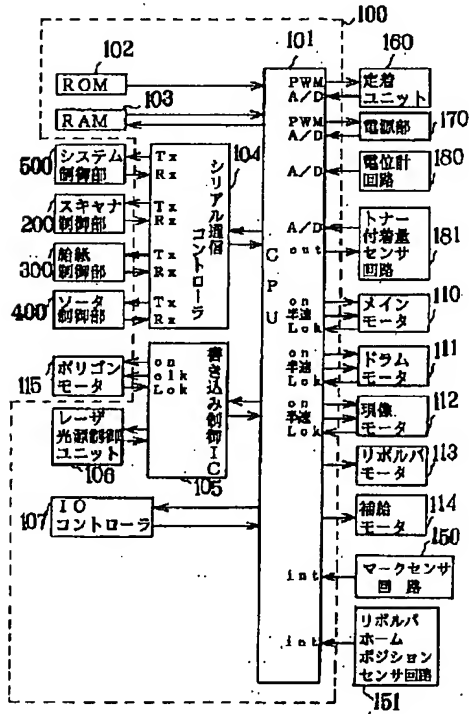 100
102
101
160
ROM
PWM
A/D
定着
ユニット
103
RAM
PWM
A/D
電源部
170
500
システム
制御部
Tx
Rx
104
A/D
電位計
回路
180
スキャナ
制御部
200
Tx
Rx
シリアル通信
コントローラ
CPU
A/D
out
トナー
付着量
センサ
回路
181
給紙
制御部
300
Tx
Rx
ソータ
制御部
400
Tx
Rx
on
半速
Lok
メイン
モータ
110
ポリゴン
モータ
115
on
clk
Lok
書き込み制御IC
105
on
半速
Lok
ドラム
モータ
111
レーザ
光源制御
ユニット
106
on
半速
Lok
現像
モータ
112
リボルバ
モータ
113
IO
コントローラ
107
補給
モータ
114
150
int
マークセンサ
回路
int
リボルバ
ホーム
ポジション
センサ回路
151